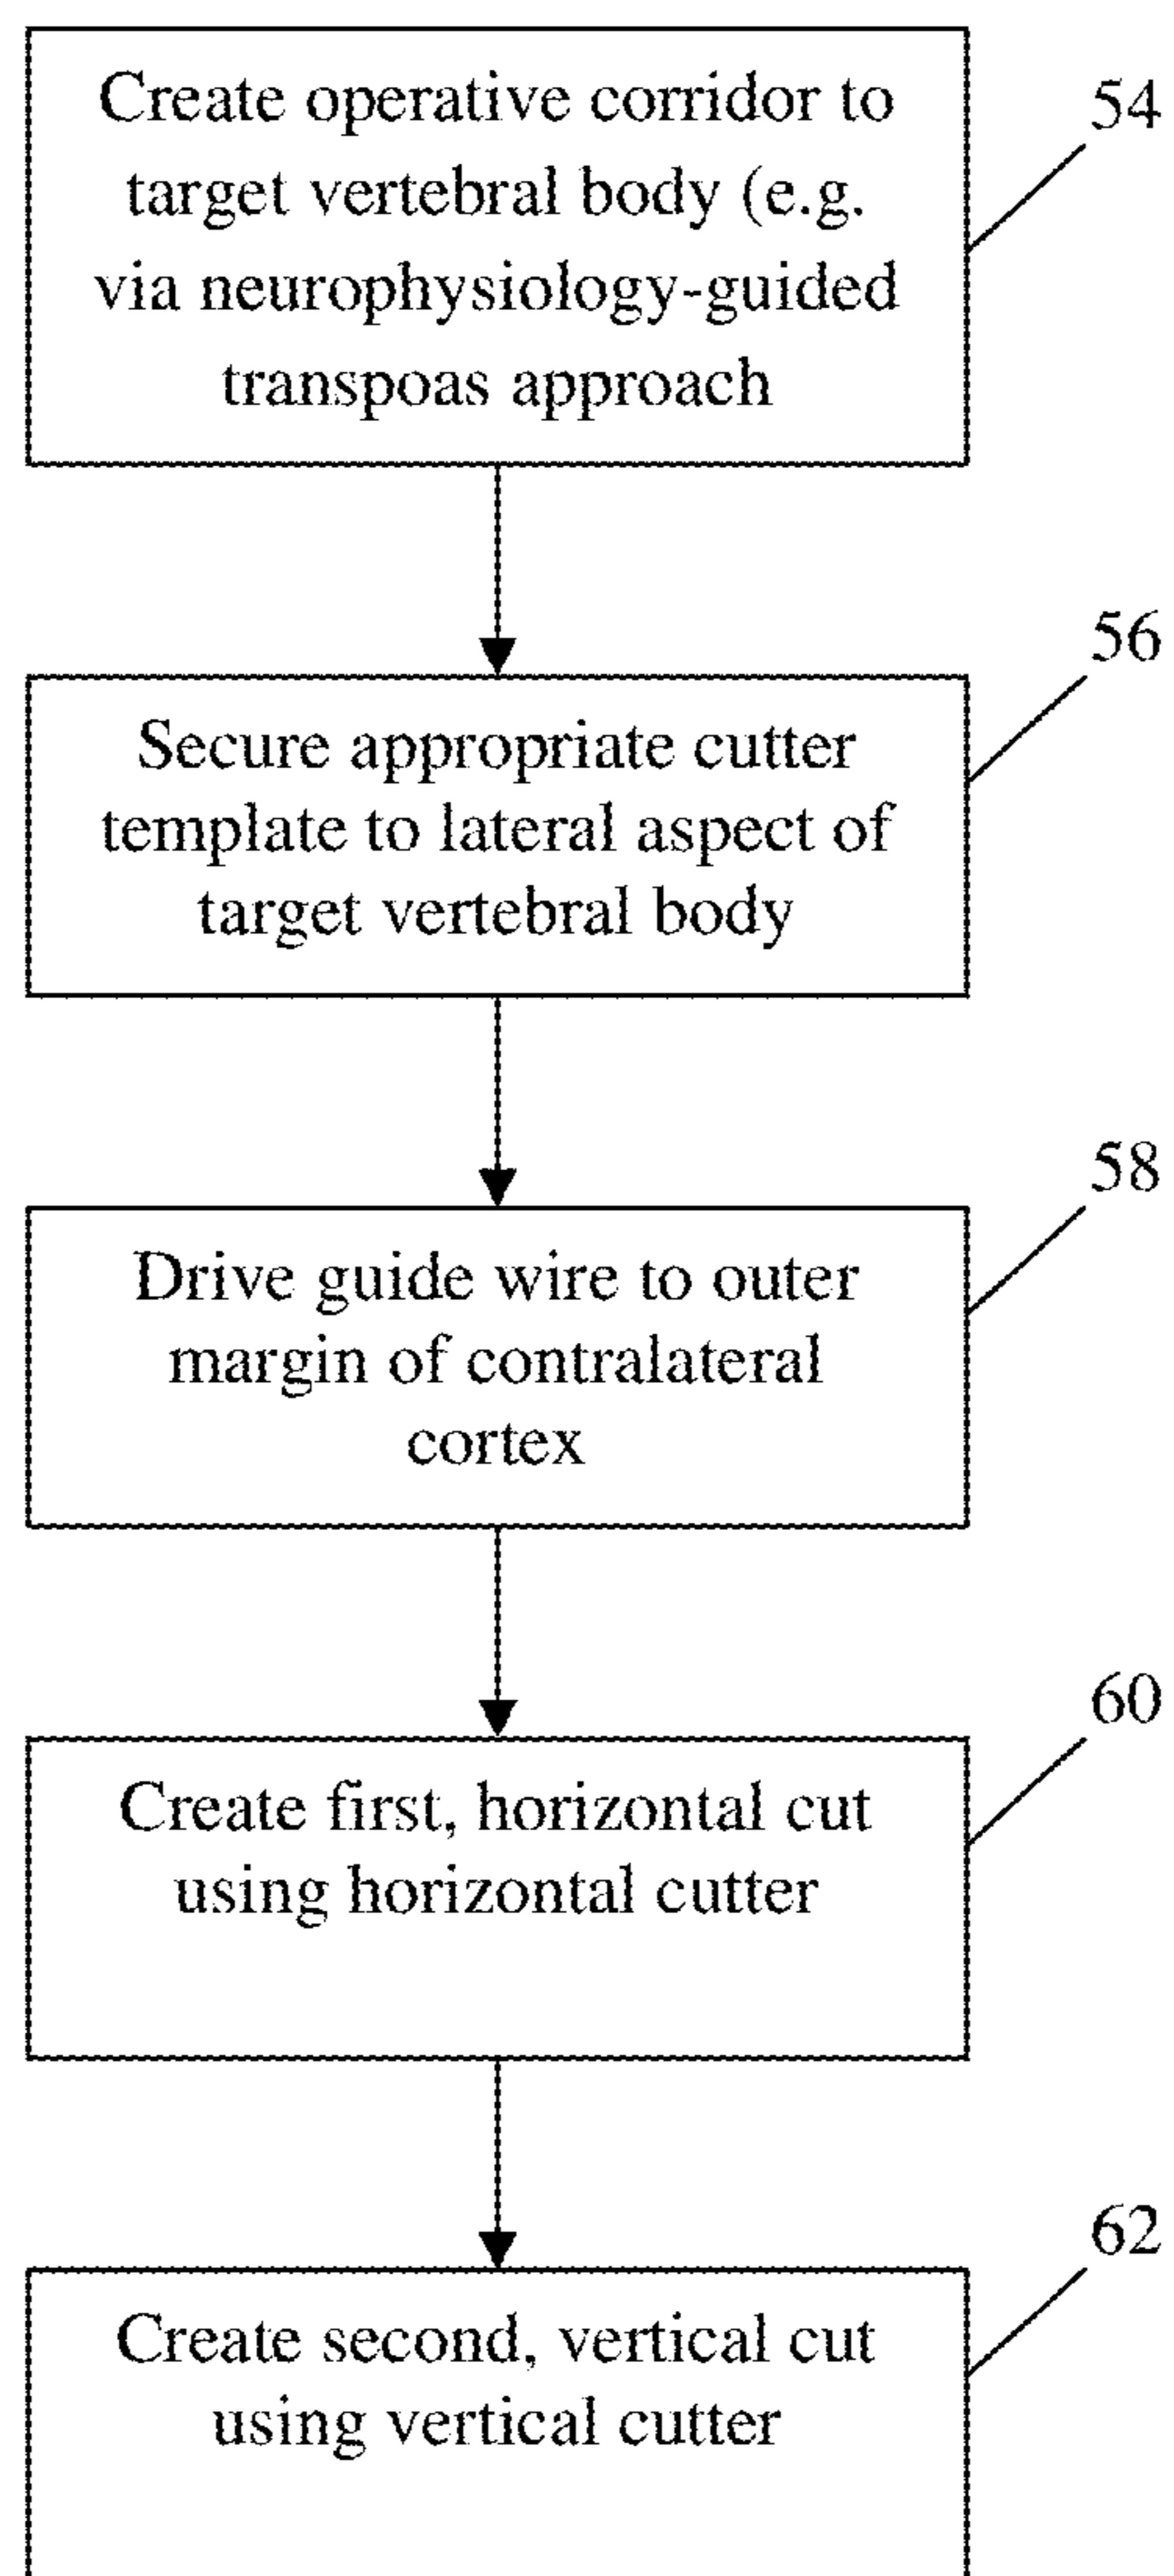 Create operative corridor to
54
target vertebral body (e.g.
via neurophysiology-guided
transpoas approach
56
Secure appropriate cutter
template to lateral aspect of
target vertebral body
58
Drive guide wire to outer
margin of contralateral
cortex
60
Create first, horizontal cut
using horizontal cutter
62
Create second, vertical cut
using vertical cutter